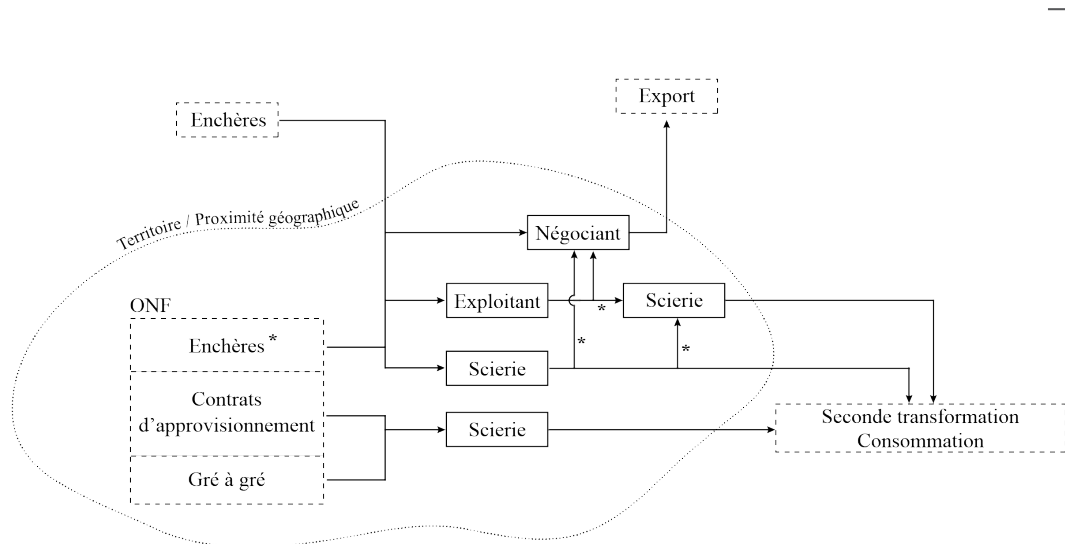 Export
Enchères
Territoire / Proximité géographique
Négociant
ONF
Exploitant
*
Scierie
Enchères*
*
*
Scierie
Contrats
d’approvisionnement
Scierie
Seconde transformation
Consommation
Gré à gré